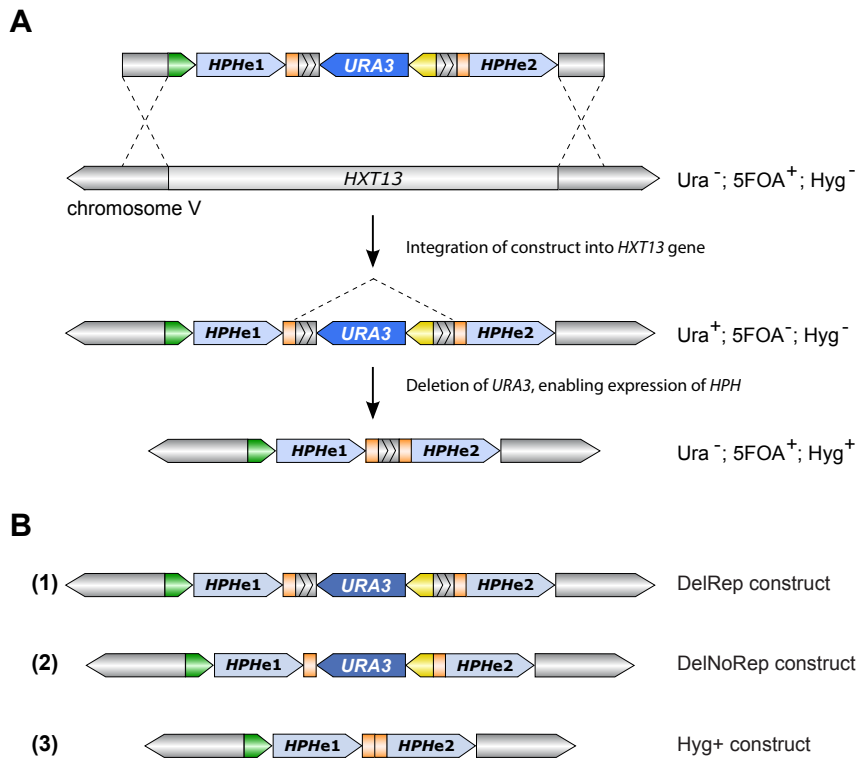 A
HPHe1 URA3 HPHe2
HXT13 Ura⁻; 5FOA⁺; Hyg⁻
chromosome V
Integration of construct into HXT13 gene
HPHe1 URA3 HPHe2 Ura⁺; 5FOA⁻; Hyg⁻
Deletion of URA3, enabling expression of HPH
HPHe1 HPHe2 Ura⁻; 5FOA⁺; Hyg⁺
B
(1) HPHe1 URA3 HPHe2 DelRep construct
(2) HPHe1 URA3 HPHe2 DelNoRep construct
(3) HPHe1 HPHe2 Hyg+ construct